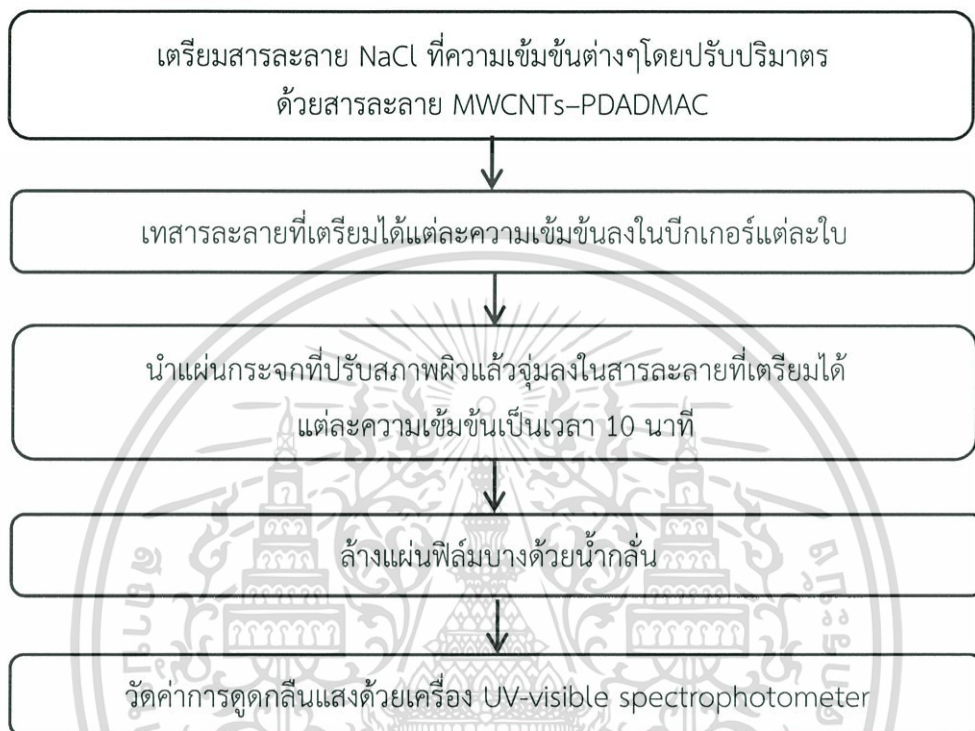 เตรียมสารละลาย NaCl ที่ความเข้มข้นต่างๆโดยปรับปริมาตร
ด้วยสารละลาย MWCNTs–PDADMAC
เทสารละลายที่เตรียมได้แต่ละความเข้มข้นลงในบีกเกอร์แต่ละใบ
นำแผ่นกระจกที่ปรับสภาพผิวแล้วจุ่มลงในสารละลายที่เตรียมได้
แต่ละความเข้มข้นเป็นเวลา 10 นาที
ล้างแผ่นฟิล์มบางด้วยน้ำกลั่น
วัดค่าการดูดกลืนแสงด้วยเครื่อง UV-visible spectrophotometer